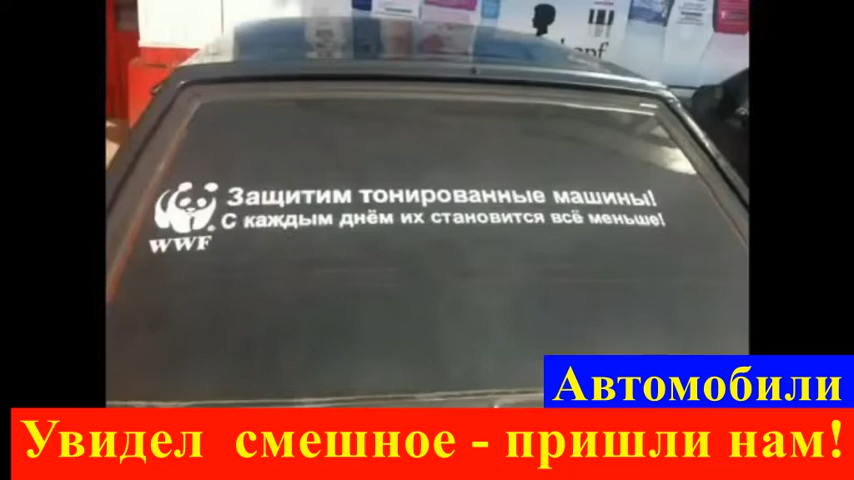 Защитим тонированные машины!
С каждым днём их становится всё меньше!
WWF
Автомобили
Увидел смешное - пришли нам!